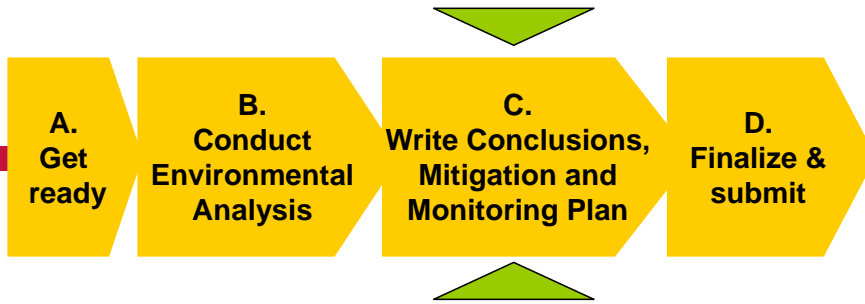 A.
Get
ready
B.
Conduct
Environmental
Analysis
C.
Write Conclusions,
Mitigation and
Monitoring Plan
D.
Finalize &
submit